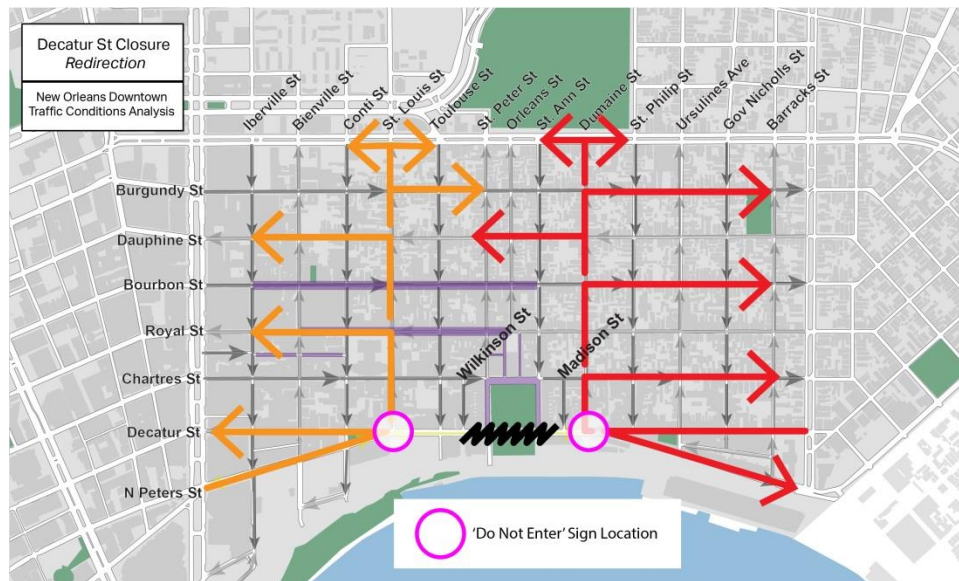 Decatur St Closure
Redirection
New Orleans Downtown
Traffic Conditions Analysis
Iberville St
Bienville St
Conti St
St. Louis St
Toulouse St
St. Peter St
Orleans St
St. Ann St
Dumaine St
St. Philip St
Ursulines Ave
Gov Nicholls St
Barracks St
Burgundy St
Dauphine St
Bourbon St
Royal St
Wilkinson St
Madison St
Chartres St
Decatur St
N Peters St
'Do Not Enter' Sign Location